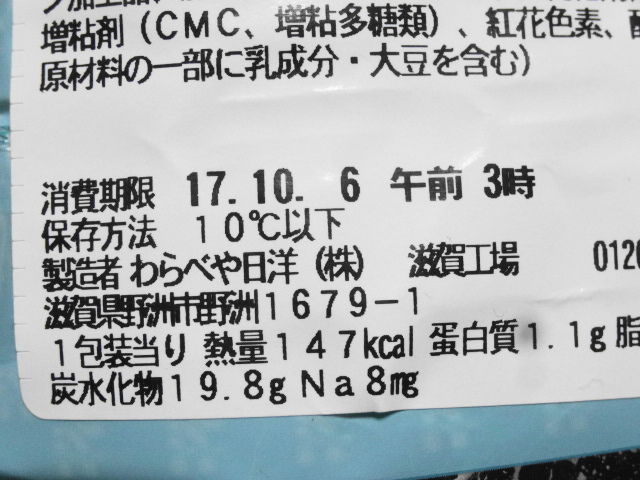 増粘剤（ＣＭＣ、増粘多糖類）、紅花色素、
原材料の一部に乳成分・大豆を含む）
消費期限 17.10. 6 午前 3時
保存方法 １０℃以下
製造者 わらべや日洋（株） 滋賀工場 0120
滋賀県野洲市野洲１６７９−１
１包装当り 熱量１４７kcal 蛋白質１.１g 脂
炭水化物１９.８g Ｎａ８mg